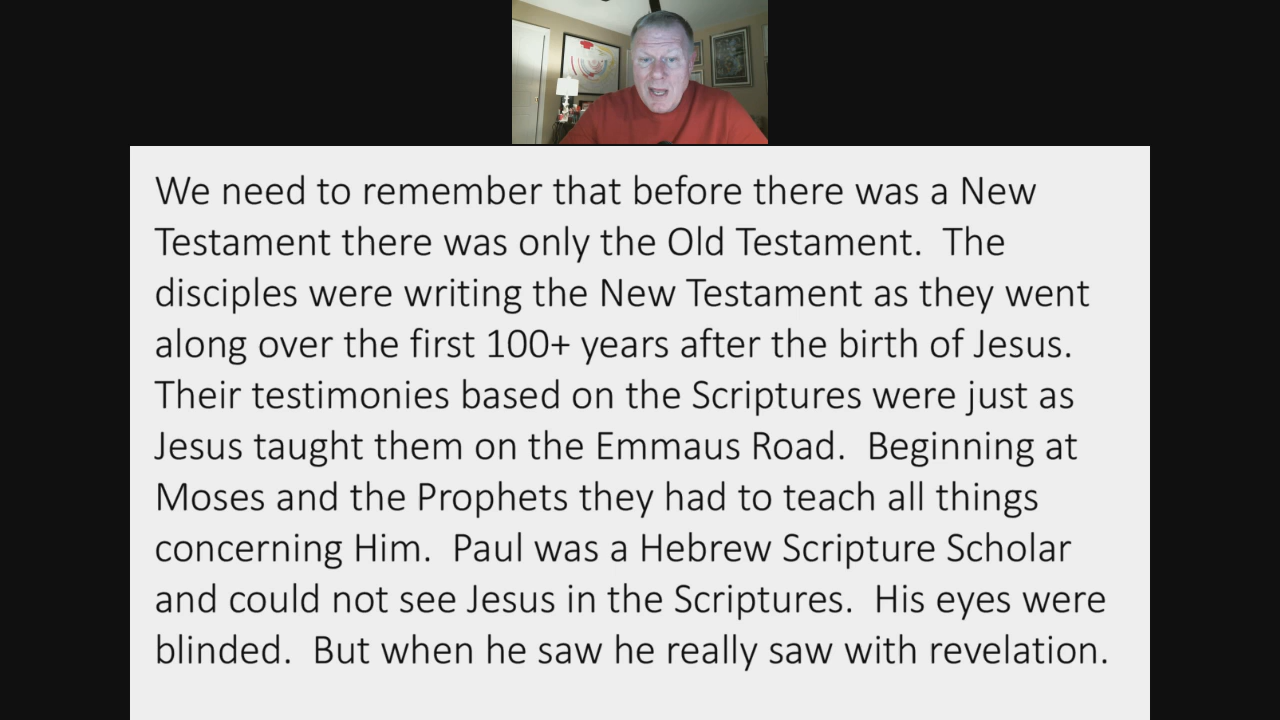 We need to remember that before there was a New
Testament there was only the Old Testament.  The
disciples were writing the New Testament as they went
along over the first 100+ years after the birth of Jesus.
Their testimonies based on the Scriptures were just as
Jesus taught them on the Emmaus Road.  Beginning at
Moses and the Prophets they had to teach all things
concerning Him.  Paul was a Hebrew Scripture Scholar
and could not see Jesus in the Scriptures.  His eyes were
blinded.  But when he saw he really saw with revelation.